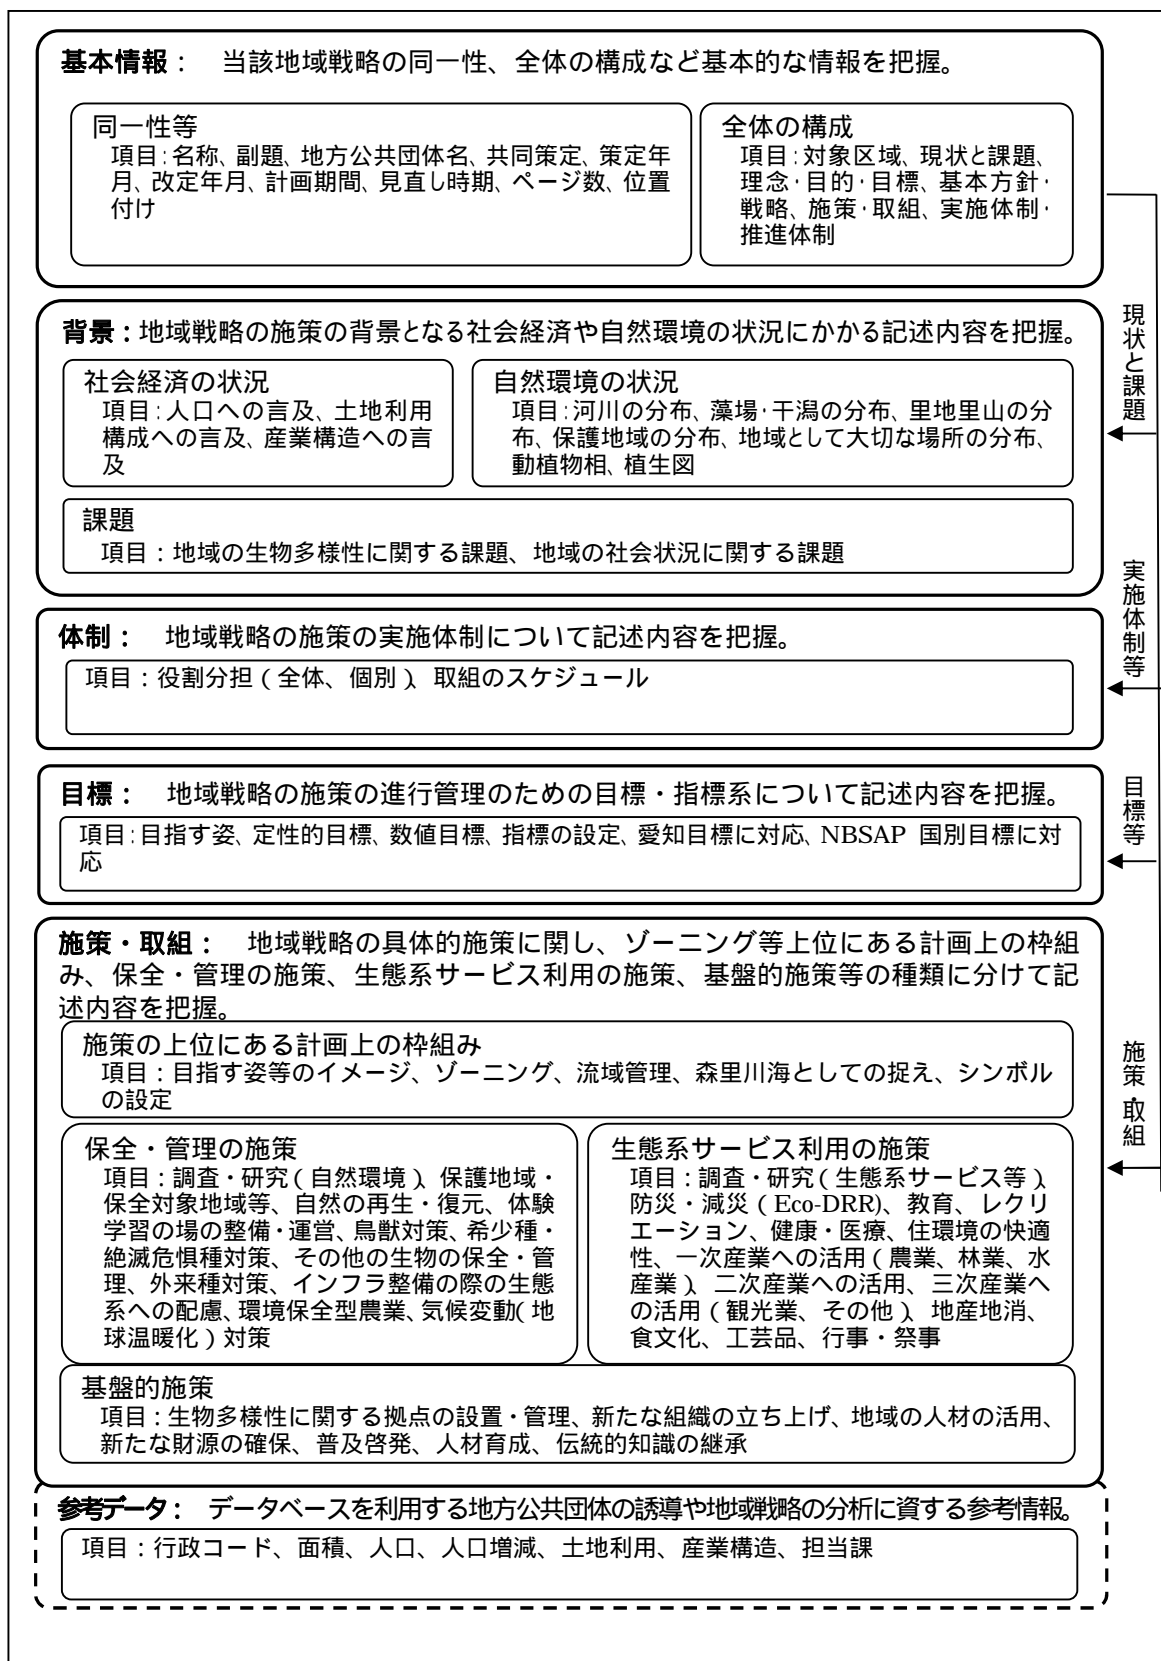 基本情報：　当該地域戦略の同一性、全体の構成など基本的な情報を把握。
同一性等
項目：名称、副題、地方公共団体名、共同策定、策定年
月、改定年月、計画期間、見直し時期、ページ数、位置
付け
全体の構成
項目：対象区域、現状と課題、
理念・目的・目標、基本方針・
戦略、施策・取組、実施体制・
推進体制
現状と課題
背景：地域戦略の施策の背景となる社会経済や自然環境の状況にかかる記述内容を把握。
社会経済の状況
項目：人口への言及、土地利用
構成への言及、産業構造への言
及
自然環境の状況
項目：河川の分布、藻場・干潟の分布、里地里山の分
布、保護地域の分布、地域として大切な場所の分布、
動植物相、植生図
課題
項目：地域の生物多様性に関する課題、地域の社会状況に関する課題
実施体制等
体制：　地域戦略の施策の実施体制について記述内容を把握。
項目：役割分担（全体、個別）、取組のスケジュール
目標等
目標：　地域戦略の施策の進行管理のための目標・指標系について記述内容を把握。
項目：目指す姿、定性的目標、数値目標、指標の設定、愛知目標に対応、NBSAP 国別目標に対
応
施策・取組
施策・取組：　地域戦略の具体的施策に関し、ゾーニング等上位にある計画上の枠組
み、保全・管理の施策、生態系サービス利用の施策、基盤的施策等の種類に分けて記
述内容を把握。
施策の上位にある計画上の枠組み
項目：目指す姿等のイメージ、ゾーニング、流域管理、森里川海としての捉え、シンボル
の設定
保全・管理の施策
項目：調査・研究（自然環境）、保護地域・
保全対象地域等、自然の再生・復元、体験
学習の場の整備・運営、鳥獣対策、希少種・
絶滅危惧種対策、その他の生物の保全・管
理、外来種対策、インフラ整備の際の生態
系への配慮、環境保全型農業、気候変動（地
球温暖化）対策
生態系サービス利用の施策
項目：調査・研究（生態系サービス等）、
防災・減災（Eco-DRR)、教育、レクリ
エーション、健康・医療、住環境の快適
性、一次産業への活用（農業、林業、水
産業）、二次産業への活用、三次産業へ
の活用（観光業、その他）、地産地消、
食文化、工芸品、行事・祭事
基盤的施策
項目：生物多様性に関する拠点の設置・管理、新たな組織の立ち上げ、地域の人材の活用、
新たな財源の確保、普及啓発、人材育成、伝統的知識の継承
参考データ：　データベースを利用する地方公共団体の誘導や地域戦略の分析に資する参考情報。
項目：行政コード、面積、人口、人口増減、土地利用、産業構造、担当課